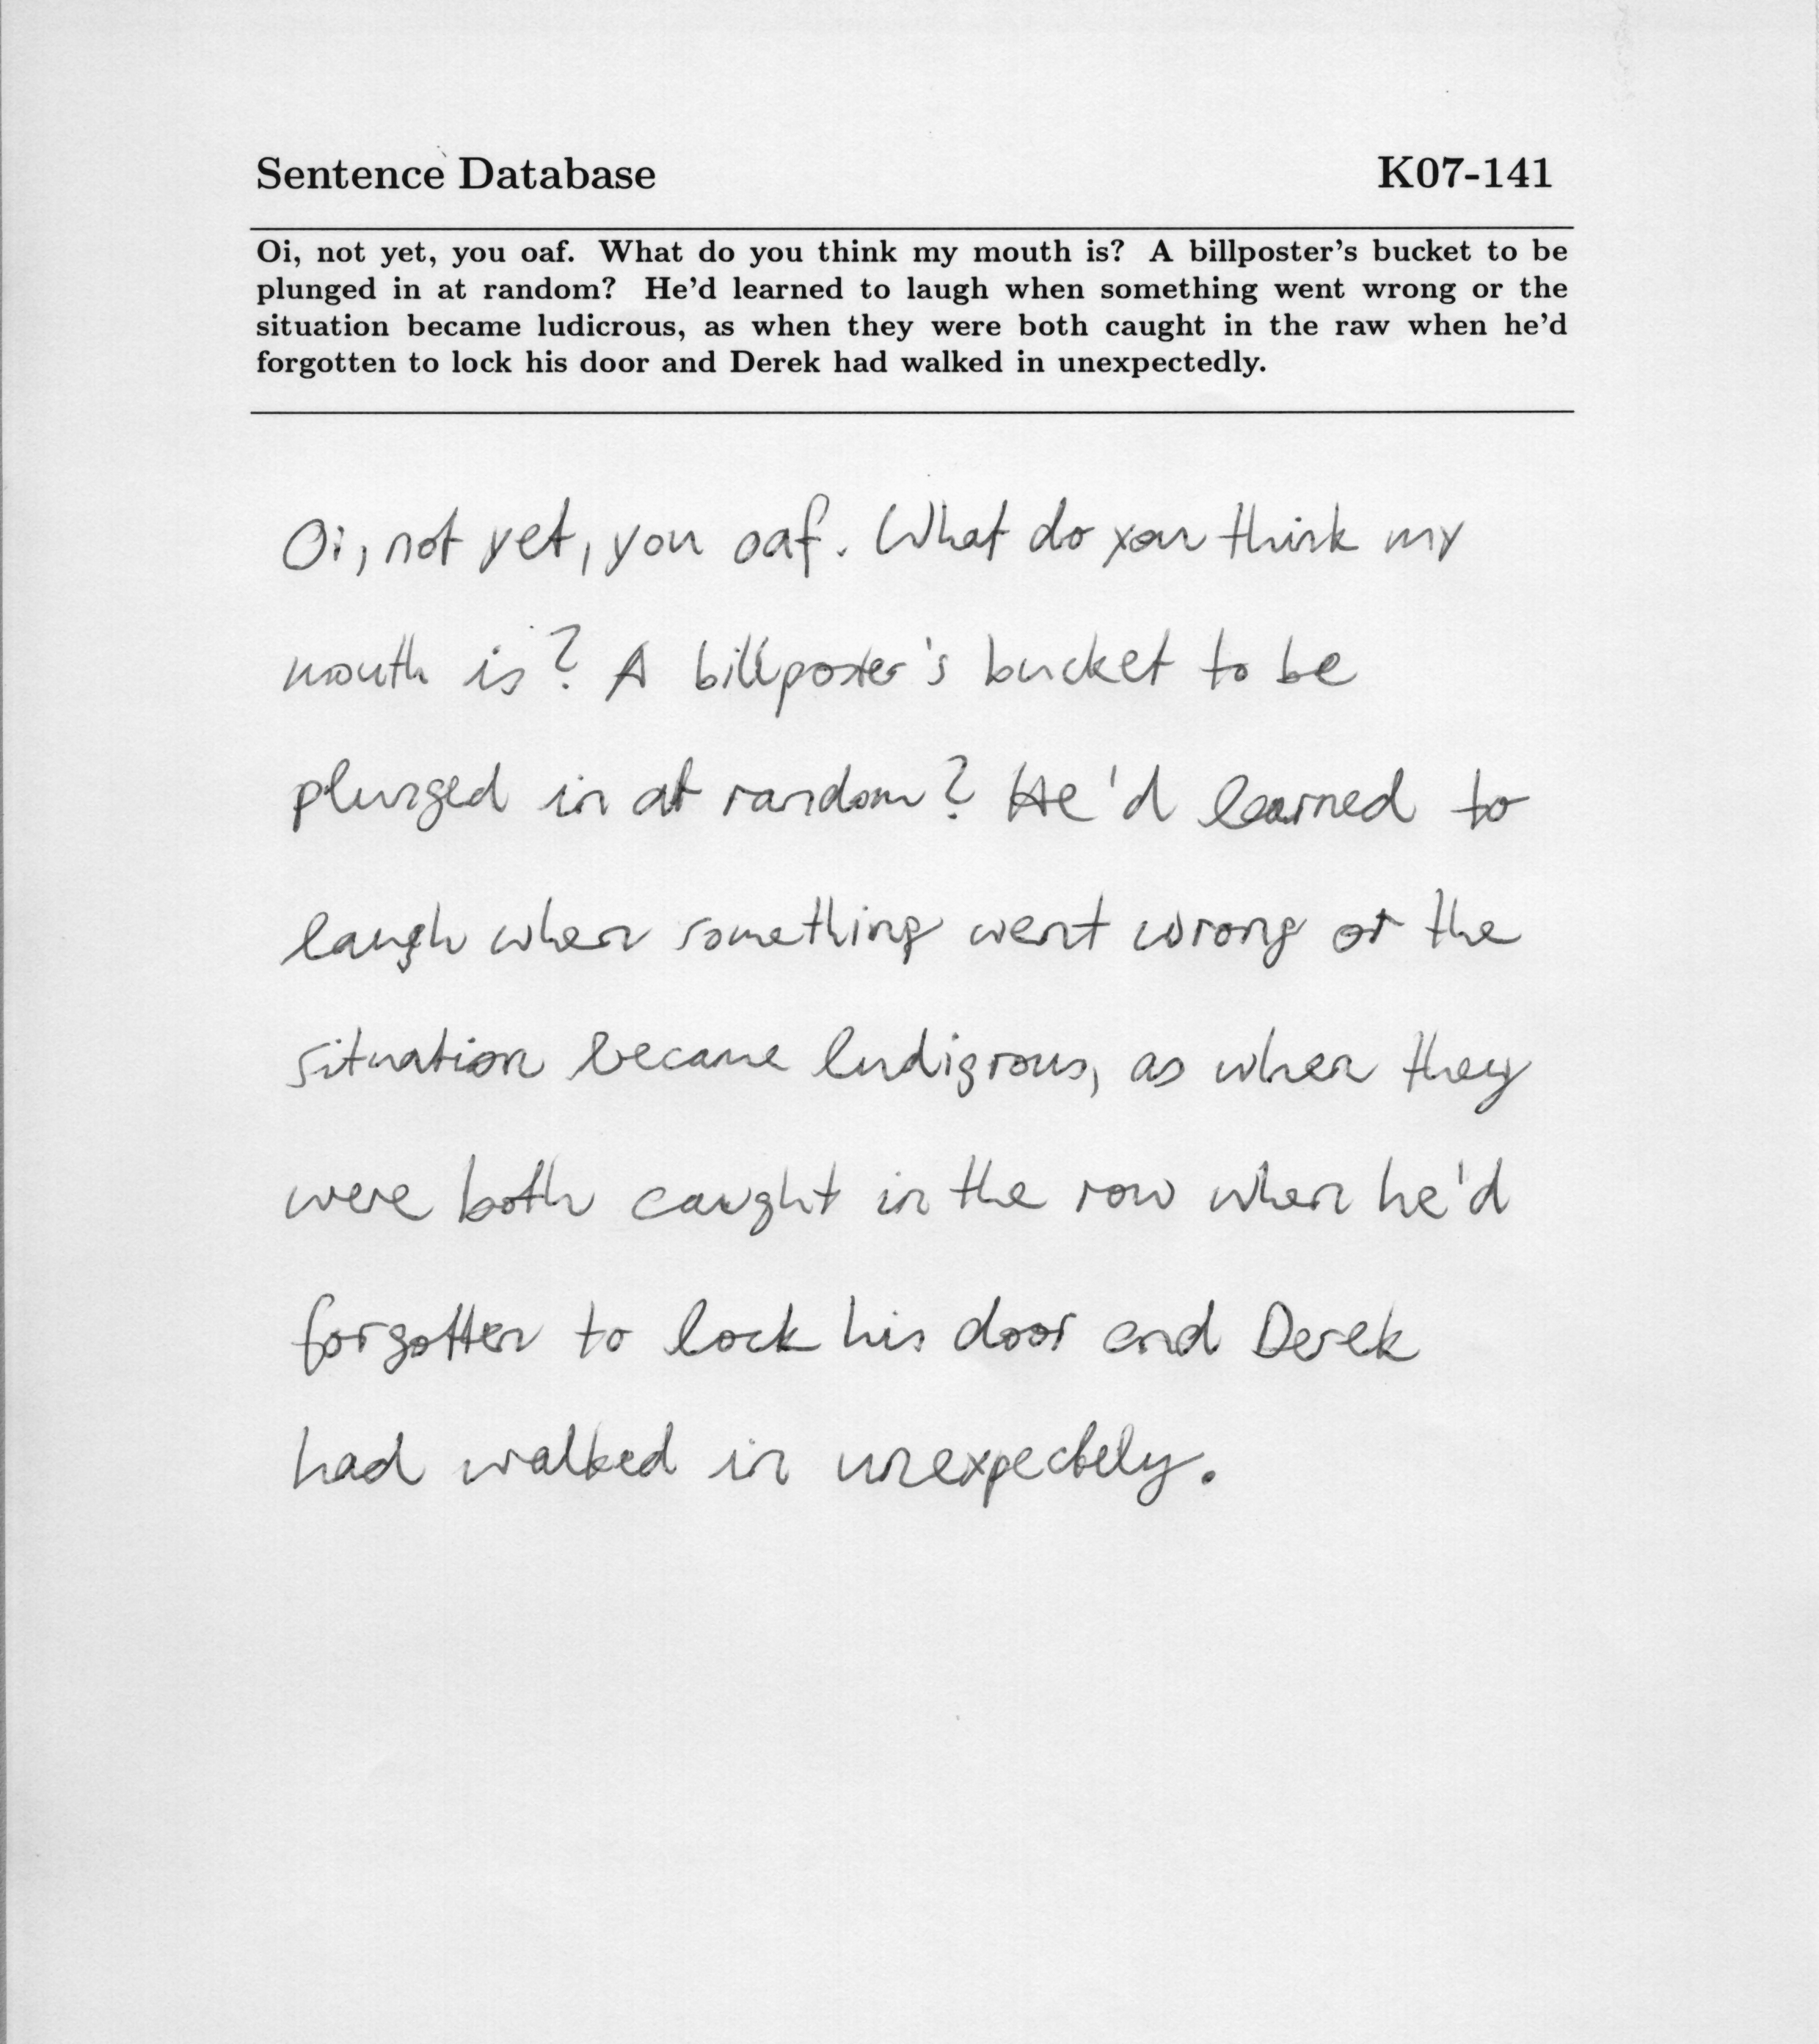 Sentence Database K07-141
Oi, not yet, you oaf. What do you think my mouth is? A billposter's bucket to be
plunged in at random? He'd learned to laugh when something went wrong or the
situation became ludicrous, as when they were both caught in the raw when he'd
forgotten to lock his door and Derek had walked in unexpectedly.
Oi, not yet, you oaf. What do you think my
mouth is? A billposter's bucket to be
plunged in at random? He'd learned to
laugh when something went wrong or the
situation became ludigrous, as when they
were both caught in the row when he'd
forgotten to lock his door and Derek
had walked in unexpectely.